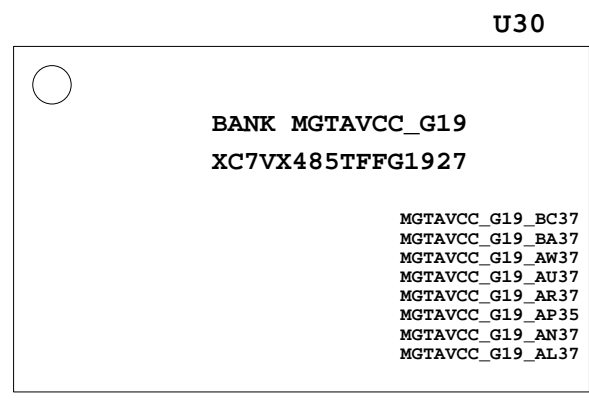 U30
BANK MGTAVCC_G19
XC7VX485TFFG1927
MGTAVCC_G19_BC37
MGTAVCC_G19_BA37
MGTAVCC_G19_AW37
MGTAVCC_G19_AU37
MGTAVCC_G19_AR37
MGTAVCC_G19_AP35
MGTAVCC_G19_AN37
MGTAVCC_G19_AL37